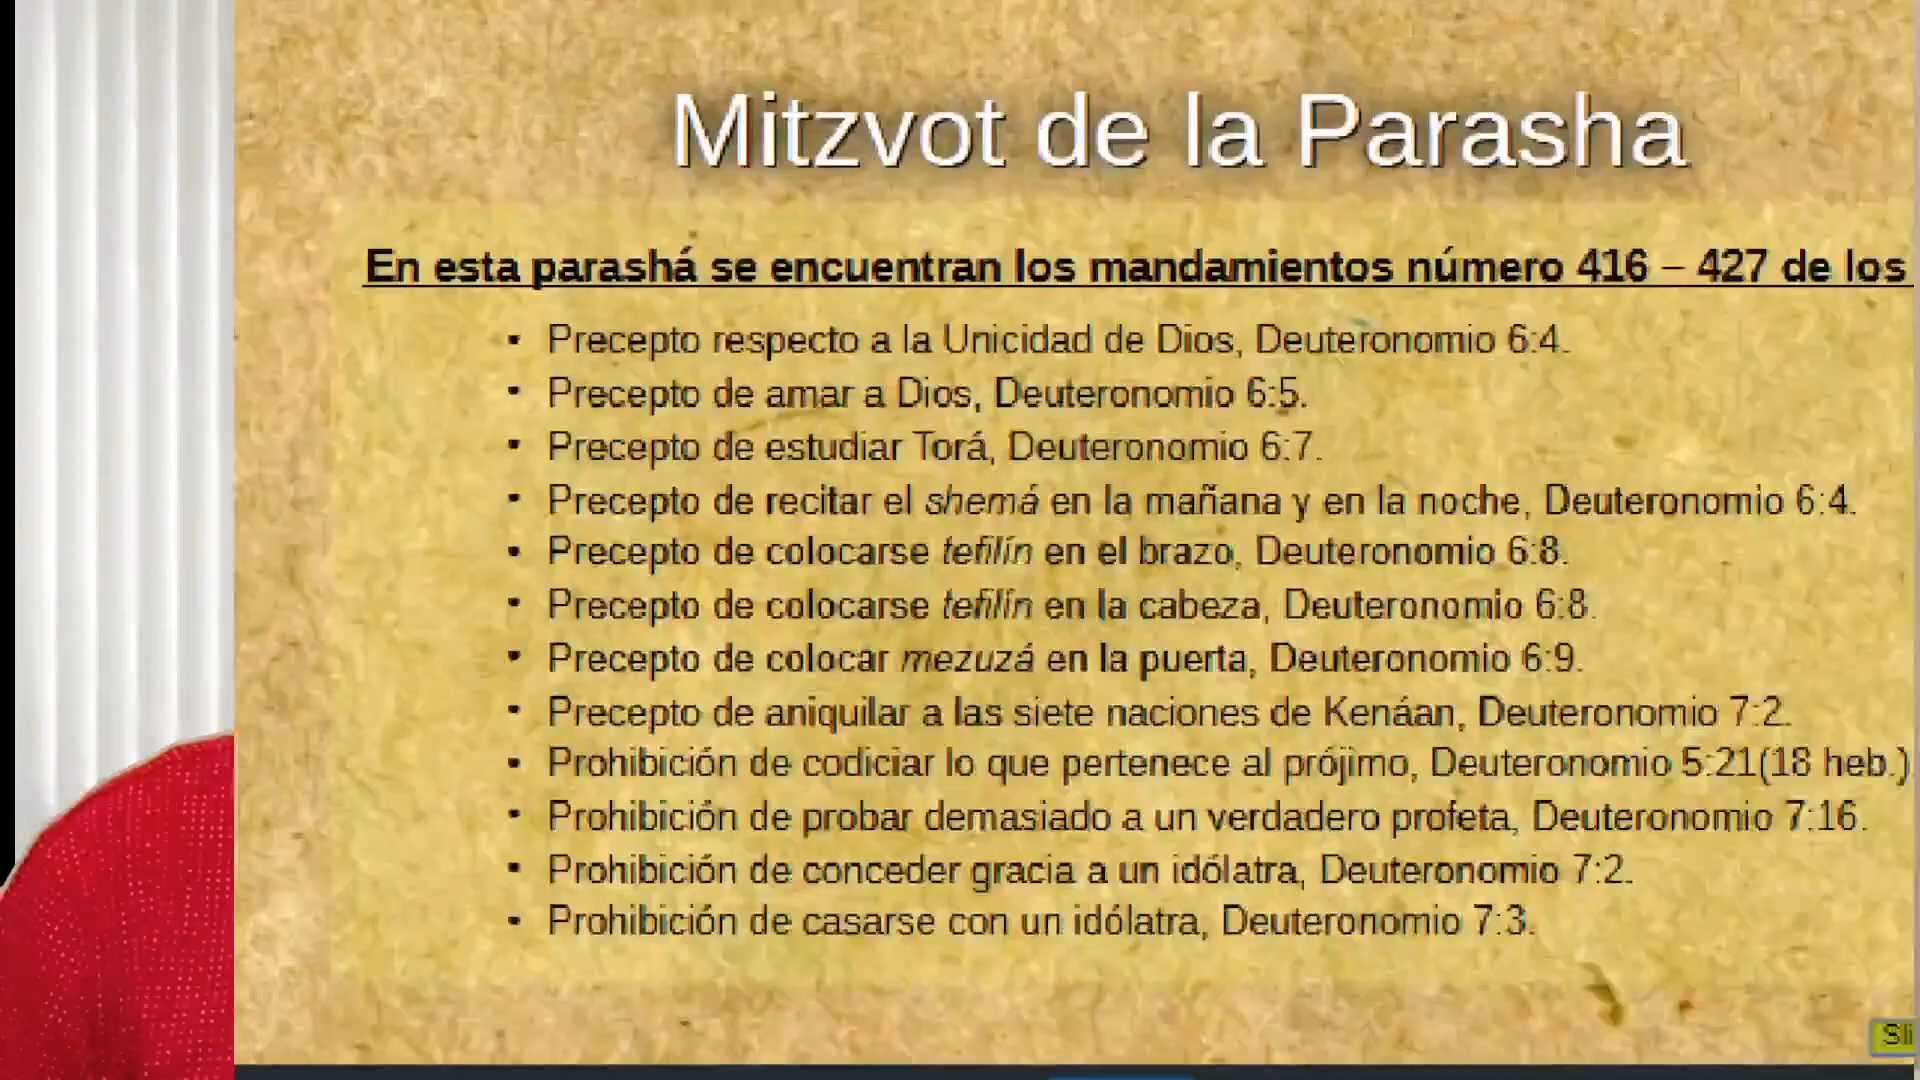 Mitzvot de la Parasha
En esta parashá se encuentran los mandamientos número 416 – 427 de los
• Precepto respecto a la Unicidad de Dios, Deuteronomio 6:4.
• Precepto de amar a Dios, Deuteronomio 6:5.
• Precepto de estudiar Torá, Deuteronomio 6:7.
• Precepto de recitar el shemá en la mañana y en la noche, Deuteronomio 6:4.
• Precepto de colocarse tefilín en el brazo, Deuteronomio 6:8.
• Precepto de colocarse tefilín en la cabeza, Deuteronomio 6:8.
• Precepto de colocar mezuzá en la puerta, Deuteronomio 6:9.
• Precepto de aniquilar a las siete naciones de Kenáan, Deuteronomio 7:2.
• Prohibición de codiciar lo que pertenece al prójimo, Deuteronomio 5:21(18 heb.)
• Prohibición de probar demasiado a un verdadero profeta, Deuteronomio 7:16.
• Prohibición de conceder gracia a un idólatra, Deuteronomio 7:2.
• Prohibición de casarse con un idólatra, Deuteronomio 7:3.